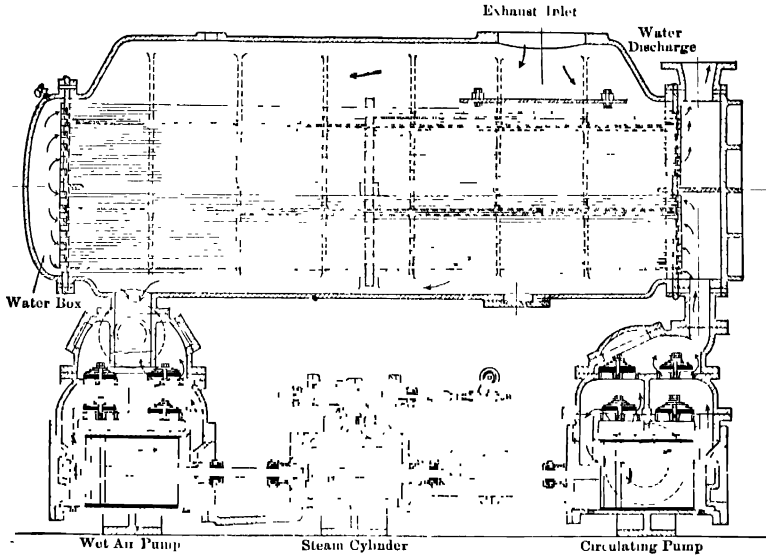 Exhaust Inlet
Water
Discharge
Water Box
Wet Air Pump
Steam Cylinder
Circulating Pump